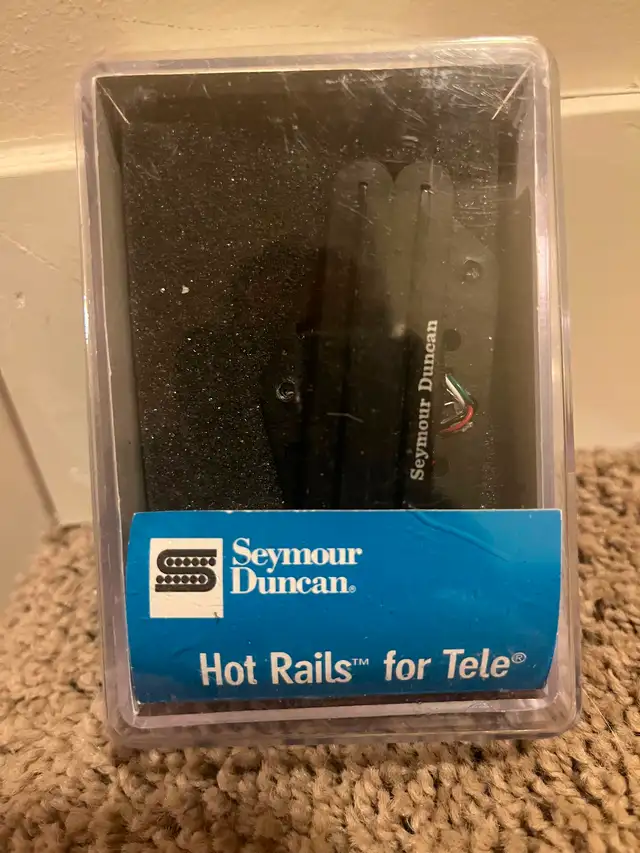 Seymour Duncan
Seymour
Duncan®
Hot Rails™ for Tele®